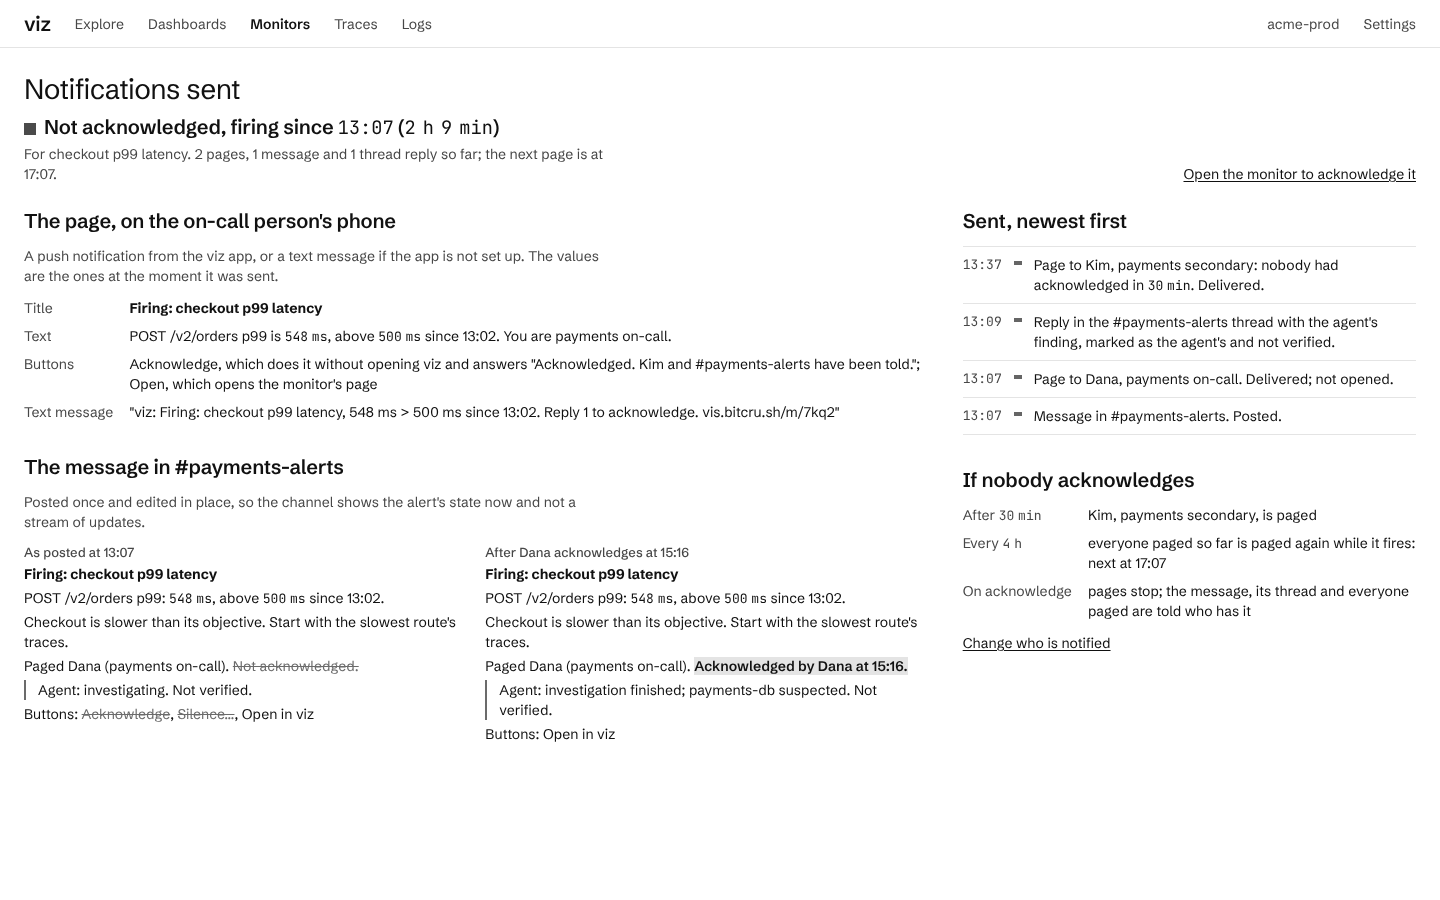 viz Explore Dashboards Monitors Traces Logs acme-prod Settings
Notifications sent
Not acknowledged, firing since 13:07 (2 h 9 min)
For checkout p99 latency. 2 pages, 1 message and 1 thread reply so far; the next page is at
17:07.
Open the monitor to acknowledge it
The page, on the on-call person's phone
A push notification from the viz app, or a text message if the app is not set up. The values
are the ones at the moment it was sent.
Title Firing: checkout p99 latency
Text POST /v2/orders p99 is 548 ms, above 500 ms since 13:02. You are payments on-call.
Buttons Acknowledge, which does it without opening viz and answers "Acknowledged. Kim and #payments-alerts have been told.";
Open, which opens the monitor's page
Text message "viz: Firing: checkout p99 latency, 548 ms > 500 ms since 13:02. Reply 1 to acknowledge. vis.bitcru.sh/m/7kq2"
The message in #payments-alerts
Posted once and edited in place, so the channel shows the alert's state now and not a
stream of updates.
As posted at 13:07
Firing: checkout p99 latency
POST /v2/orders p99: 548 ms, above 500 ms since 13:02.
Checkout is slower than its objective. Start with the slowest route's
traces.
Paged Dana (payments on-call). Not acknowledged.
Agent: investigating. Not verified.
Buttons: Acknowledge, Silence..., Open in viz
After Dana acknowledges at 15:16
Firing: checkout p99 latency
POST /v2/orders p99: 548 ms, above 500 ms since 13:02.
Checkout is slower than its objective. Start with the slowest route's
traces.
Paged Dana (payments on-call). Acknowledged by Dana at 15:16.
Agent: investigation finished; payments-db suspected. Not
verified.
Buttons: Open in viz
Sent, newest first
13:37 Page to Kim, payments secondary: nobody had
acknowledged in 30 min. Delivered.
13:09 Reply in the #payments-alerts thread with the agent's
finding, marked as the agent's and not verified.
13:07 Page to Dana, payments on-call. Delivered; not opened.
13:07 Message in #payments-alerts. Posted.
If nobody acknowledges
After 30 min Kim, payments secondary, is paged
Every 4 h everyone paged so far is paged again while it fires:
next at 17:07
On acknowledge pages stop; the message, its thread and everyone
paged are told who has it
Change who is notified